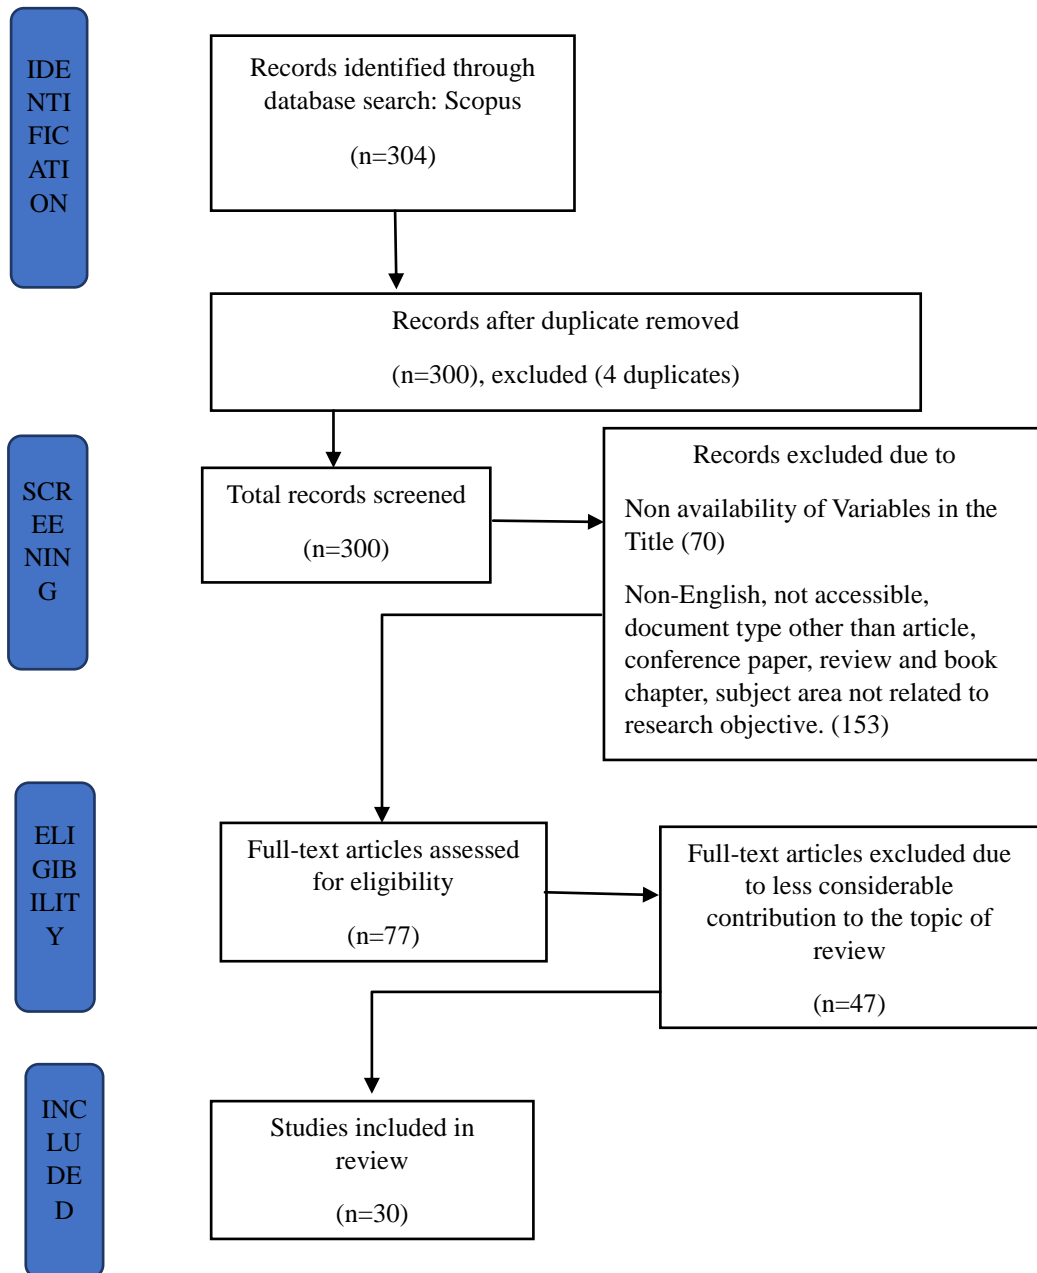 IDE
NTI
FIC
ATI
ON
Records identified through
database search: Scopus
(n=304)
Records after duplicate removed
(n=300), excluded (4 duplicates)
SCR
EE
NIN
G
Total records screened
(n=300)
Records excluded due to
Non availability of Variables in the
Title (70)
Non-English, not accessible,
document type other than article,
conference paper, review and book
chapter, subject area not related to
research objective. (153)
ELI
GIB
ILIT
Y
Full-text articles assessed
for eligibility
(n=77)
Full-text articles excluded due
to less considerable
contribution to the topic of
review
(n=47)
INC
LU
DE
D
Studies included in
review
(n=30)